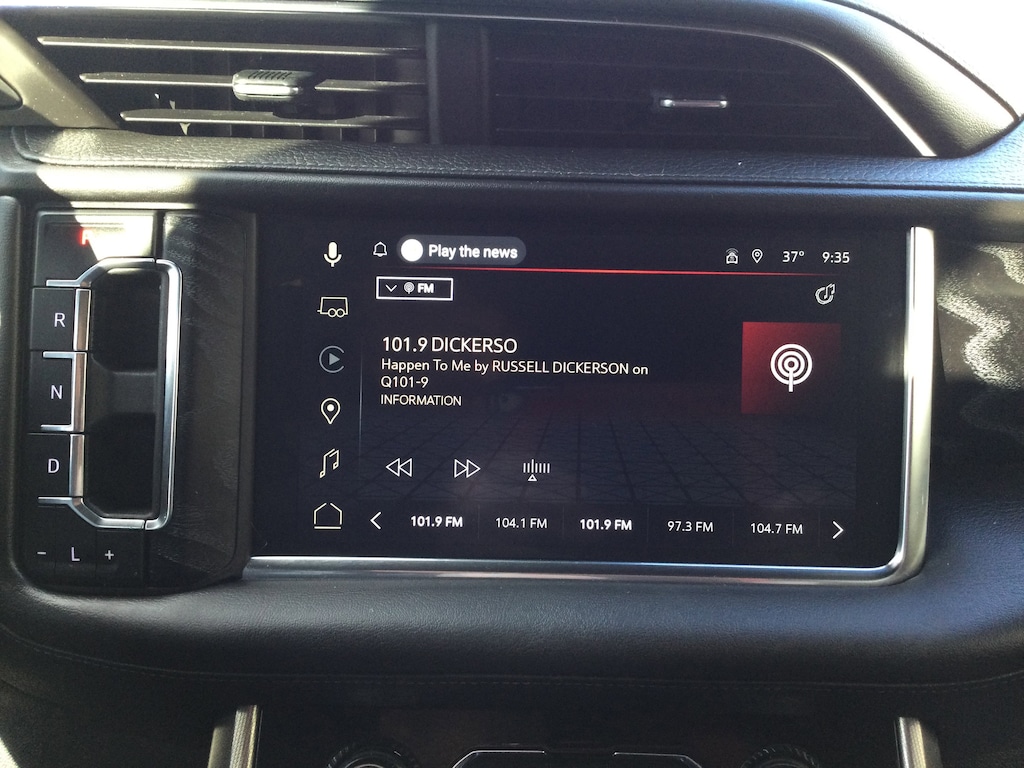 Play the news
37° 9:35
FM
101.9 DICKERSO
Happen To Me by RUSSELL DICKERSON on
Q101-9
INFORMATION
101.9 FM 104.1 FM 101.9 FM 97.3 FM 104.7 FM
R
N
D
- L +